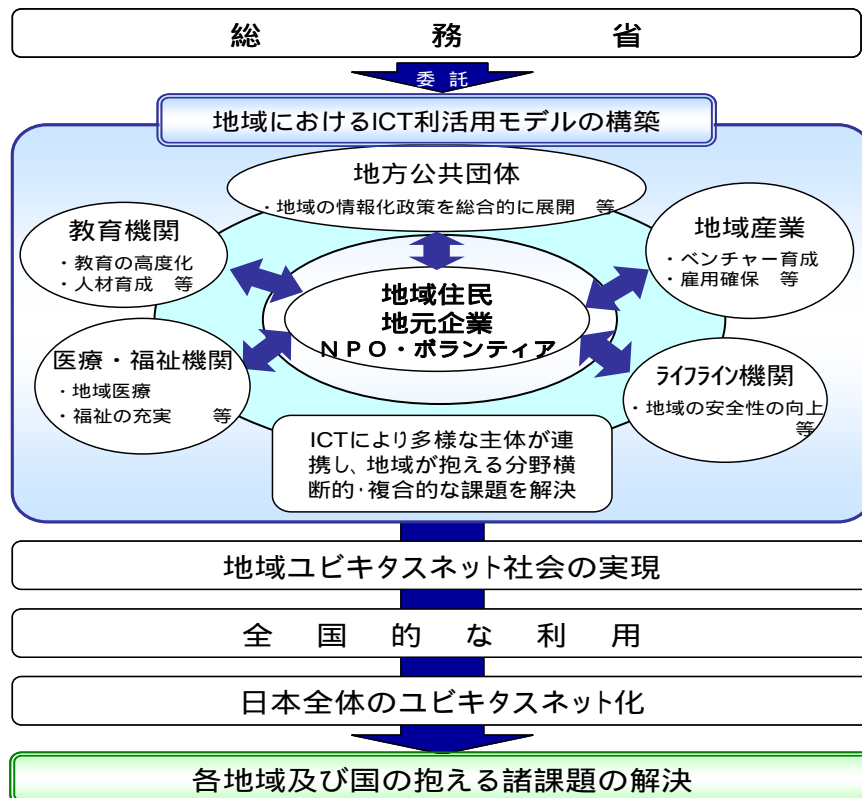 総務省
委託
地域におけるICT利活用モデルの構築
地方公共団体
・地域の情報化政策を総合的に展開 等
教育機関
・教育の高度化
・人材育成 等
地域産業
・ベンチャー育成
・雇用確保 等
地域住民
地元企業
NPO・ボランティア
医療・福祉機関
・地域医療
・福祉の充実 等
ライフライン機関
・地域の安全性の向上
等
ICTにより多様な主体が連
携し、地域が抱える分野横
断的・複合的な課題を解決
地域ユビキタスネット社会の実現
全国的な利用
日本全体のユビキタスネット化
各地域及び国の抱える諸課題の解決